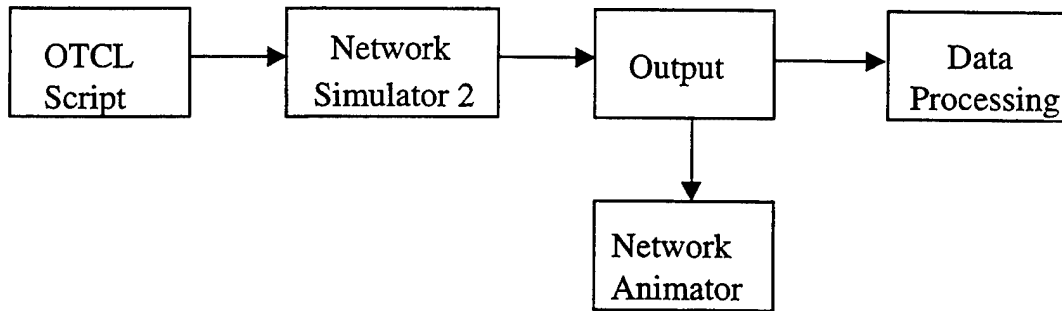 OTCL
Script
Network
Simulator 2
Output
Data
Processing
Network
Animator